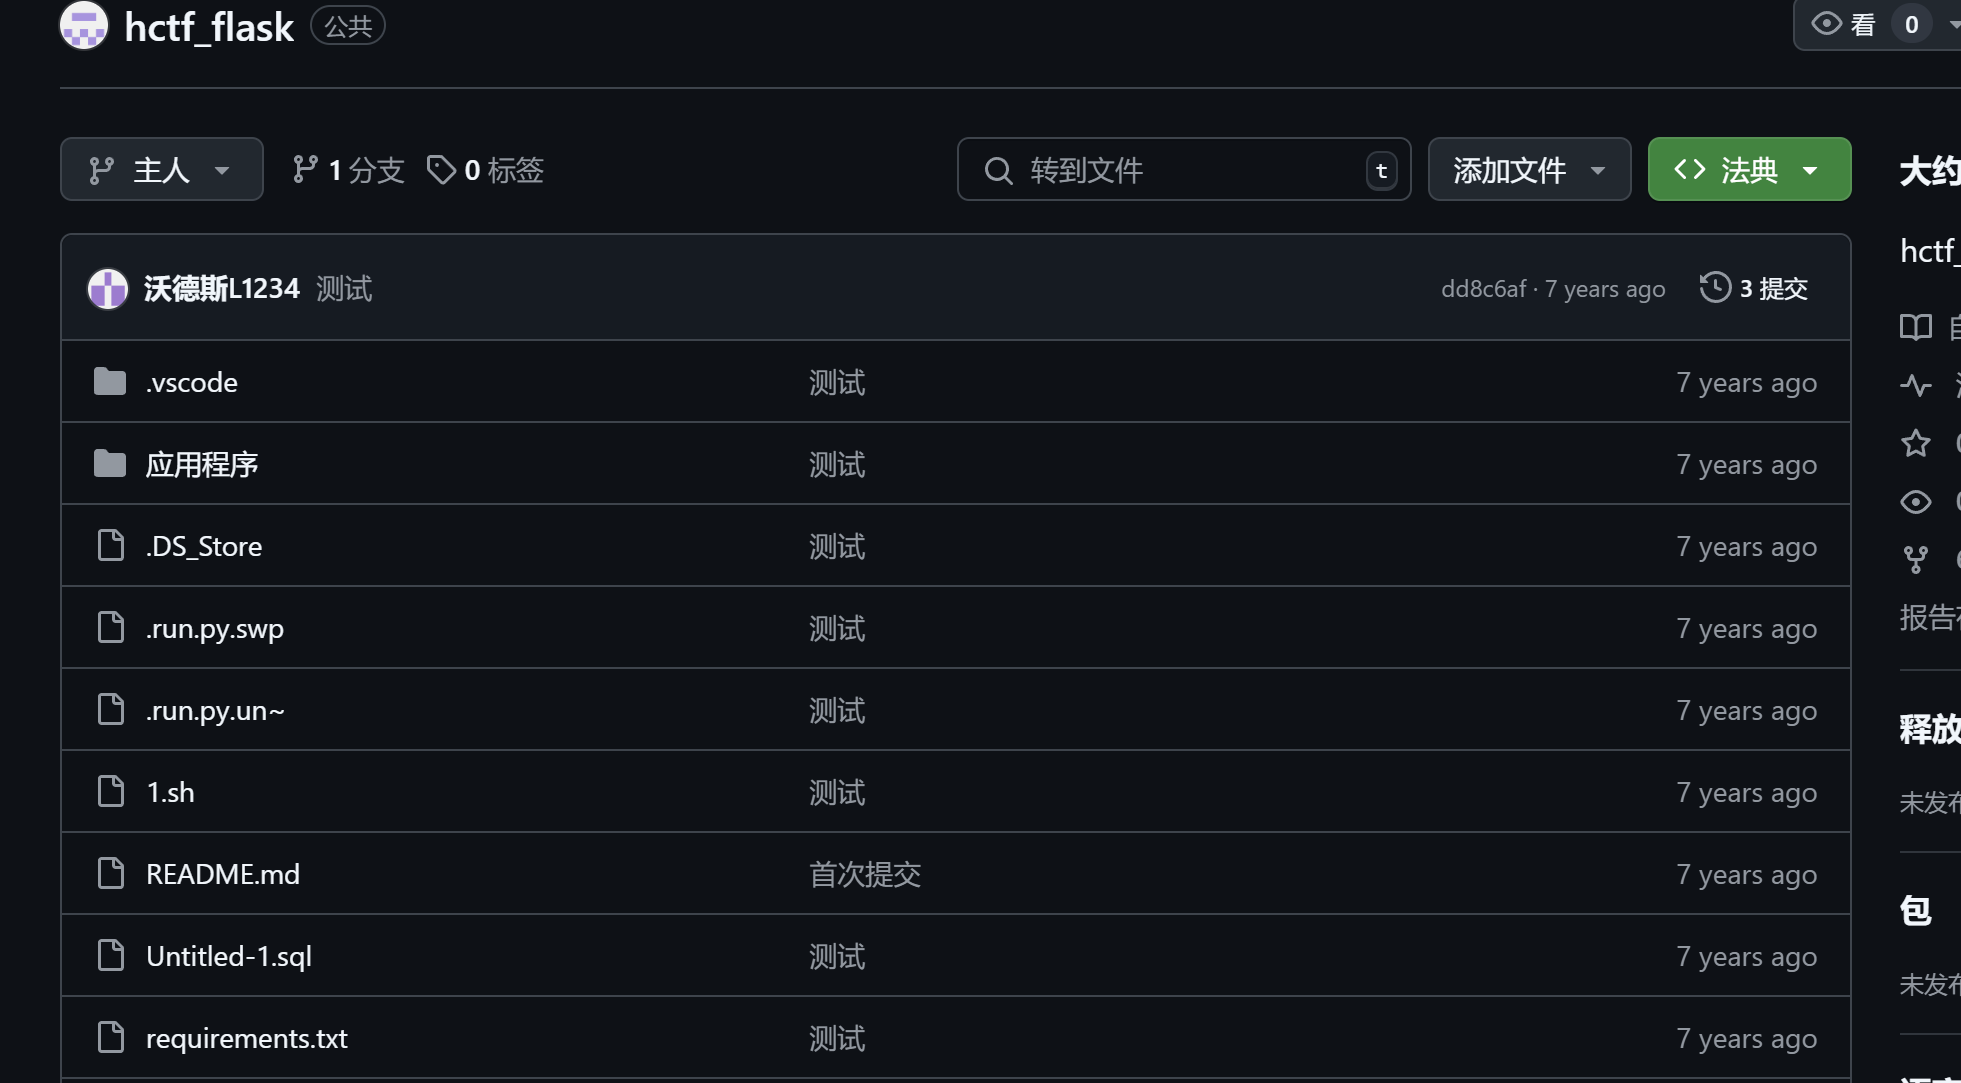 hctf_flask 公共
看 0
主人 1 分支 0 标签 转到文件 t 添加文件 法典
大约
沃德斯L1234 测试 dd8c6af · 7 years ago 3 提交
hctf_
.vscode 测试 7 years ago
应用程序 测试 7 years ago
.DS_Store 测试 7 years ago
.run.py.swp 测试 7 years ago
报告
.run.py.un~ 测试 7 years ago
释放
1.sh 测试 7 years ago
未发布
README.md 首次提交 7 years ago
包
Untitled-1.sql 测试 7 years ago
未发布
requirements.txt 测试 7 years ago